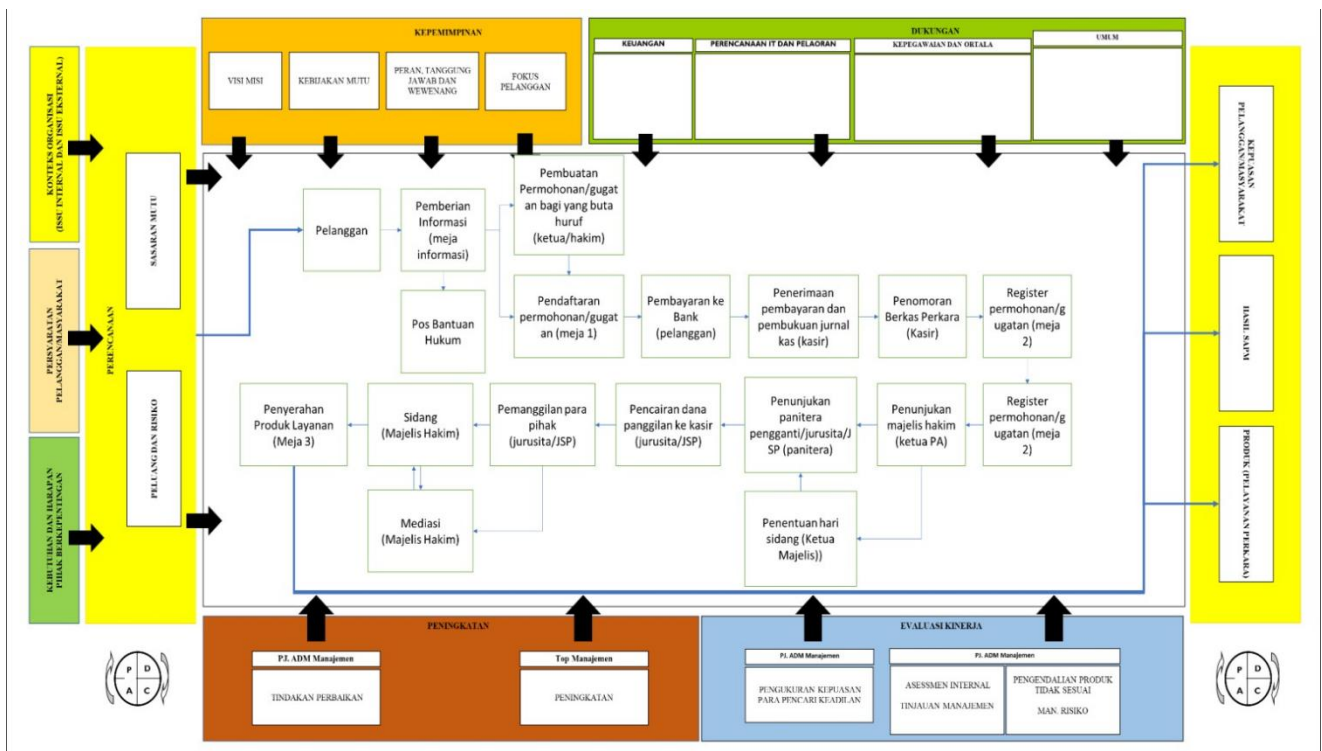 KEPEMIMPINAN
VISI MISI
KEBIJAKAN MUTU
PERAN, TANGGUNG
JAWAB DAN
WEWENANG
FOKUS
PELANGGAN
DUKUNGAN
KEUANGAN
PERENCANAAN IT DAN PELAORAN
KEPEGAWAIAN DAN ORTALA
UMUM
KONTEKS ORGANISASI
(ISSU INTERNAL DAN ISSU EKSTERNAL)
PERSYARATAN
PELANGGAN/MASYARAKAT
KEBUTUHAN DAN HARAPAN
PIHAK BERKEPENTINGAN
PERENCANAAN
SASARAN MUTU
PELUANG DAN RISIKO
Pelanggan
Pemberian
Informasi
(meja
informasi)
Pembuatan
Permohonan/gugat
an bagi yang buta
huruf
(ketua/hakim)
Pos Bantuan
Hukum
Pendaftaran
permohonan/gugat
an (meja 1)
Pembayaran ke
Bank
(pelanggan)
Penerimaan
pembayaran dan
pembukuan jurnal
kas (kasir)
Penomoran
Berkas Perkara
(Kasir)
Register
permohonan/g
ugatan (meja
2)
Penyerahan
Produk Layanan
(Meja 3)
Sidang
(Majelis Hakim)
Pemanggilan para
pihak
(jurusita/JSP)
Pencairan dana
panggilan ke kasir
(jurusita/JSP)
Penunjukan
panitera
pengganti/jurusita/J
SP (panitera)
Penunjukan
majelis hakim
(ketua PA)
Register
permohonan/g
ugatan (meja
2)
Mediasi
(Majelis Hakim)
Penentuan hari
sidang (Ketua
Majelis))
KEPUASAN
PELANGGAN/MASYARAKAT
HASIL SAPM
PRODUK (PELAYANAN PERKARA)
P D
A C
PENINGKATAN
P.J. ADM Manajemen
TINDAKAN PERBAIKAN
Top Manajemen
PENINGKATAN
EVALUASI KINERJA
P.J. ADM Manajemen
PENGUKURAN KEPUASAN
PARA PENCARI KEADILAN
P.J. ADM Manajemen
ASESSMEN INTERNAL
TINJAUAN MANAJEMEN
PENGENDALIAN PRODUK
TIDAK SESUAI
MAN. RISIKO
P D
A C